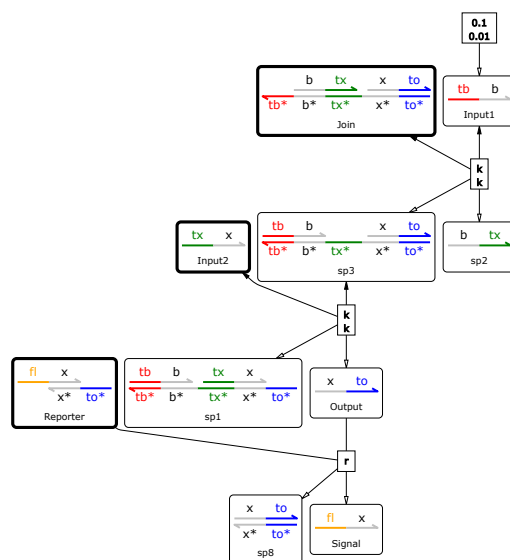 0.1
0.01
b tx x to
tb* b* tx* x* to*
Join
tb b
Input1
k
k
tx x
Input2
tb b x to
tb* b* tx* x* to*
sp3
b tx
sp2
k
k
fl x
x* to*
Reporter
tb b tx x
tb* b* tx* x* to*
sp1
x to
Output
r
x to
x* to*
sp8
fl x
Signal